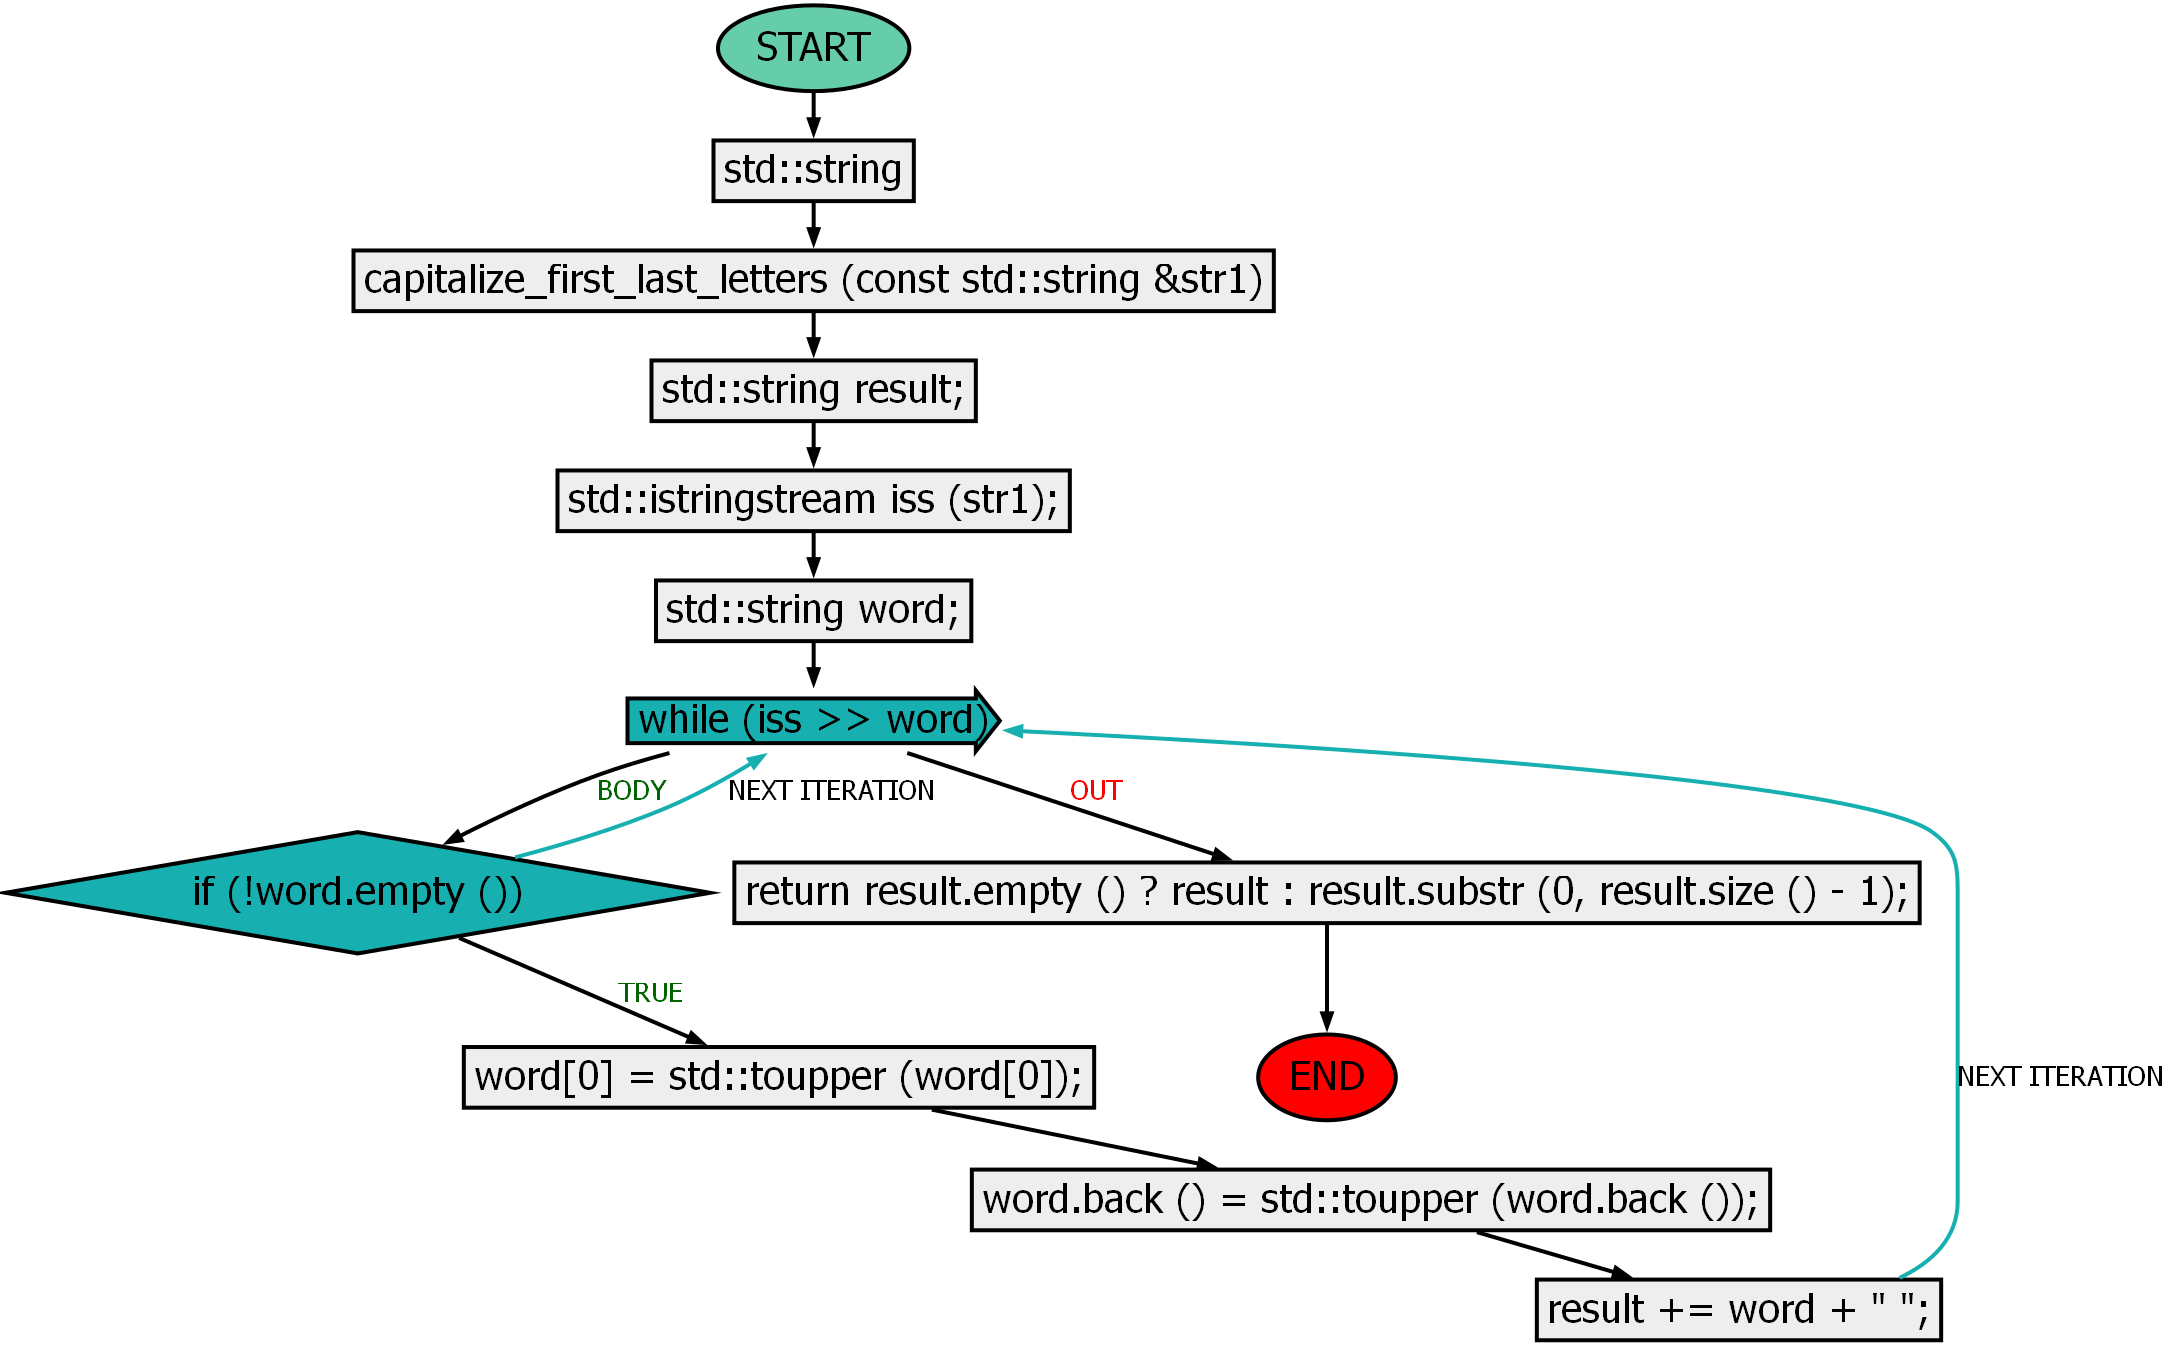 START
std::string
capitalize_first_last_letters (const std::string &str1)
std::string result;
std::istringstream iss (str1);
std::string word;
while (iss >> word)
BODY
NEXT ITERATION
OUT
if (!word.empty ())
return result.empty () ? result : result.substr (0, result.size () - 1);
TRUE
word[0] = std::toupper (word[0]);
END
NEXT ITERATION
word.back () = std::toupper (word.back ());
result += word + " ";